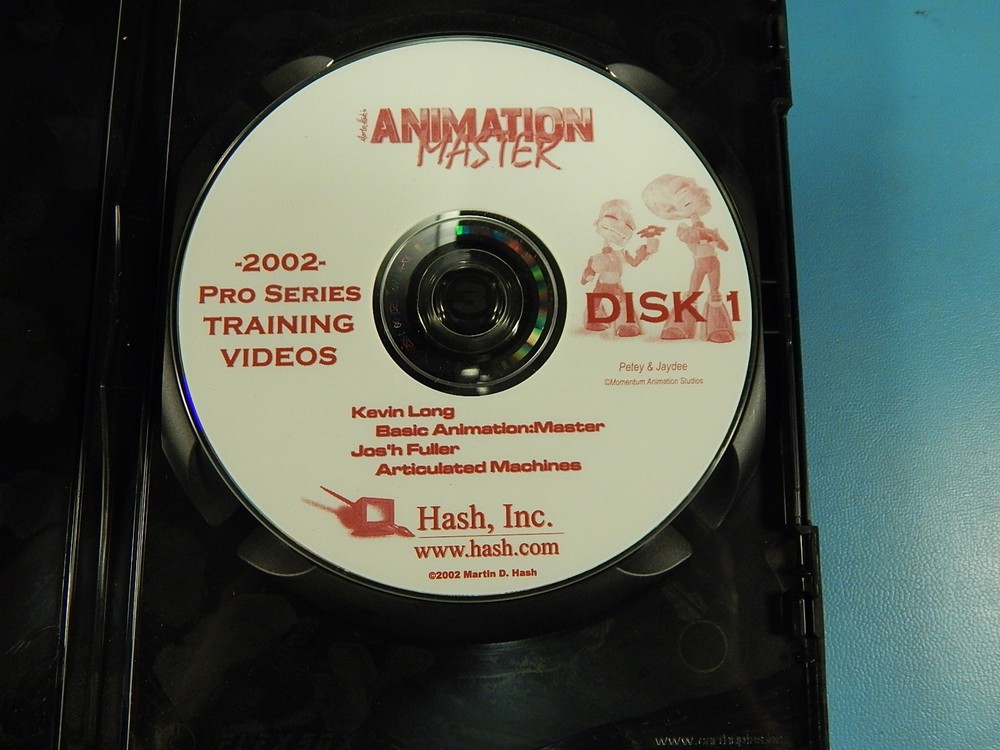 ANIMATION
MASTER
-2002-
PRO SERIES
TRAINING
VIDEOS
DISK 1
Petey & Jaydee
©Momentum Animation Studios
Kevin Long
Basic Animation:Master
Jos'h Fuller
Articulated Machines
Hash, Inc.
www.hash.com
©2002 Martin D. Hash